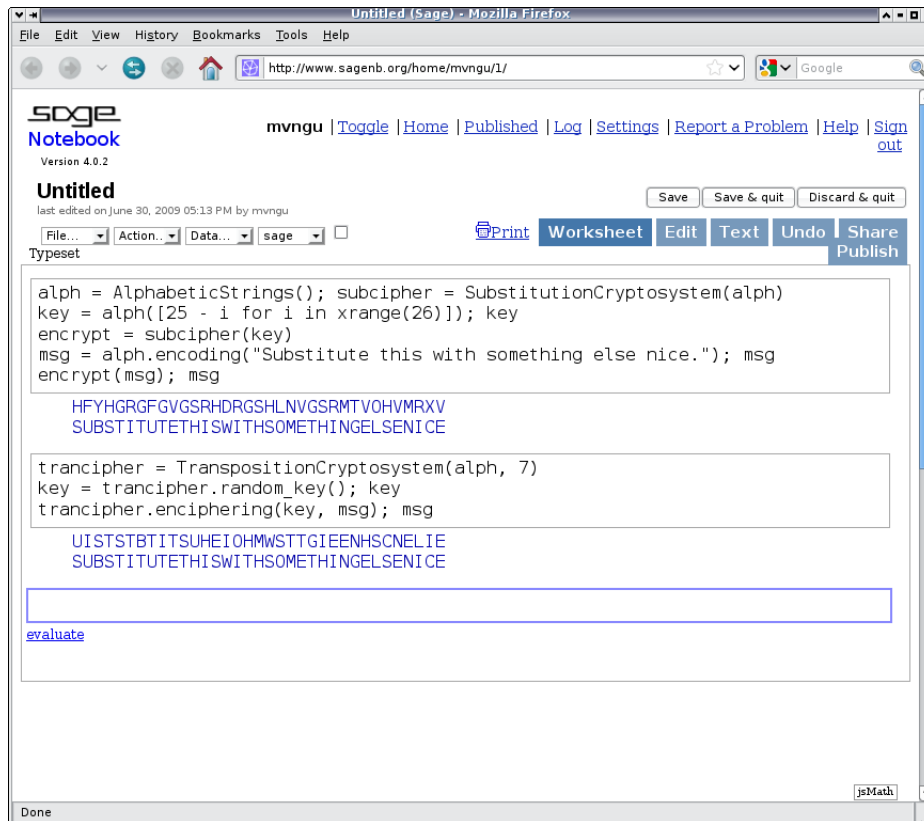 Untitled (Sage) - Mozilla Firefox
File Edit View History Bookmarks Tools Help
http://www.sagenb.org/home/mvngu/1/
Google
sage
Notebook
Version 4.0.2
mvngu | Toggle | Home | Published | Log | Settings | Report a Problem | Help | Sign
out
Untitled
last edited on June 30, 2009 05:13 PM by mvngu
Save Save & quit Discard & quit
File... Action.. Data... sage
Typeset
Print Worksheet Edit Text Undo Share
Publish
alph = AlphabeticStrings(); subcipher = SubstitutionCryptosystem(alph)
key = alph([25 - i for i in xrange(26)]); key
encrypt = subcipher(key)
msg = alph.encoding("Substitute this with something else nice."); msg
encrypt(msg); msg
HFYHGRGFGVGSRHDRGSHLNVGSRMTVOHVMRXV
SUBSTITUTETHISWITHSOMETHINGELSENICE
trancipher = TranspositionCryptosystem(alph, 7)
key = trancipher.random_key(); key
trancipher.enciphering(key, msg); msg
UISTSTBTITSUHEIOHMWSTTGIEENHSCNELIE
SUBSTITUTETHISWITHSOMETHINGELSENICE
evaluate
jsMath
Done